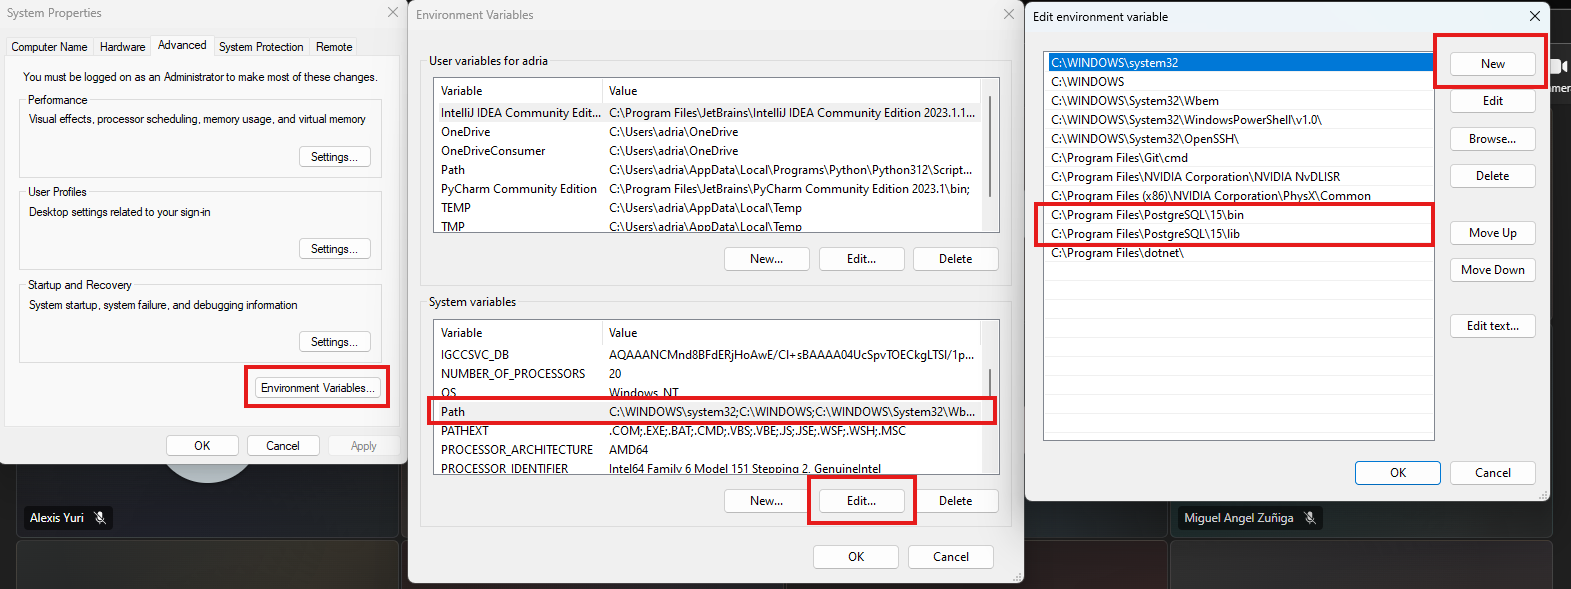 System Properties
Computer Name Hardware Advanced System Protection Remote
You must be logged on as an Administrator to make most of these changes.
Performance
Visual effects, processor scheduling, memory usage, and virtual memory
Settings...
User Profiles
Desktop settings related to your sign-in
Settings...
Startup and Recovery
System startup, system failure, and debugging information
Settings...
Environment Variables...
OK Cancel Apply
Alexis Yuri
Environment Variables
User variables for adria
Variable Value
IntelliJ IDEA Community Edit... C:\Program Files\JetBrains\IntelliJ IDEA Community Edition 2023.1.1...
OneDrive C:\Users\adria\OneDrive
OneDriveConsumer C:\Users\adria\OneDrive
Path C:\Users\adria\AppData\Local\Programs\Python\Python312\Script...
PyCharm Community Edition C:\Program Files\JetBrains\PyCharm Community Edition 2023.1\bin;
TEMP C:\Users\adria\AppData\Local\Temp
TMP C:\Users\adria\AppData\Local\Temp
New... Edit... Delete
System variables
Variable Value
IGCCSVC_DB AQAAANCMnd8BFdERjHoAwE/Cl+sBAAAA04UcSpvTOECkgLTSI/1p...
NUMBER_OF_PROCESSORS 20
OS Windows_NT
Path C:\WINDOWS\system32;C:\WINDOWS;C:\WINDOWS\System32\Wb...
PATHEXT .COM;.EXE;.BAT;.CMD;.VBS;.VBE;.JS;.JSE;.WSF;.WSH;.MSC
PROCESSOR_ARCHITECTURE AMD64
PROCESSOR_IDENTIFIER Intel64 Family 6 Model 151 Stepping 2, GenuineIntel
New... Edit... Delete
OK Cancel
Edit environment variable
C:\WINDOWS\system32
C:\WINDOWS
C:\WINDOWS\System32\Wbem
C:\WINDOWS\System32\WindowsPowerShell\v1.0\
C:\WINDOWS\System32\OpenSSH\
C:\Program Files\Git\cmd
C:\Program Files\NVIDIA Corporation\NVIDIA NvDLISR
C:\Program Files (x86)\NVIDIA Corporation\PhysX\Common
C:\Program Files\PostgreSQL\15\bin
C:\Program Files\PostgreSQL\15\lib
C:\Program Files\dotnet\
New
Edit
Browse...
Delete
Move Up
Move Down
Edit text...
OK Cancel
Miguel Angel Zuñiga